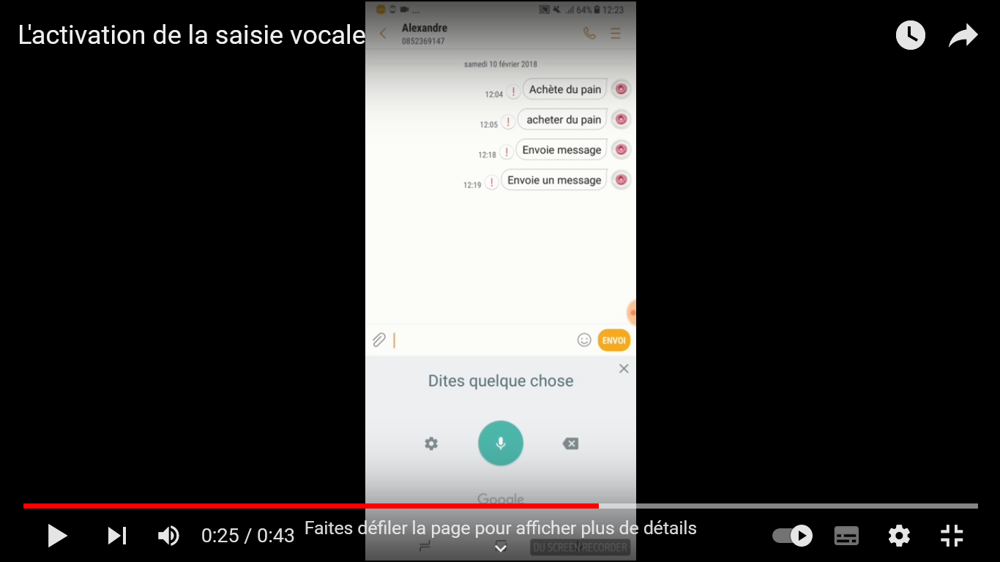 L'activation de la saisie vocale
... 64% 12:23
Alexandre
0852369147
samedi 10 février 2018
12:04 ! Achète du pain
12:05 ! acheter du pain
12:18 ! Envoie message
12:19 ! Envoie un message
ENVOI
Dites quelque chose
Google
0:25 / 0:43
Faites défiler la page pour afficher plus de détails
DU SCREEN RECORDER